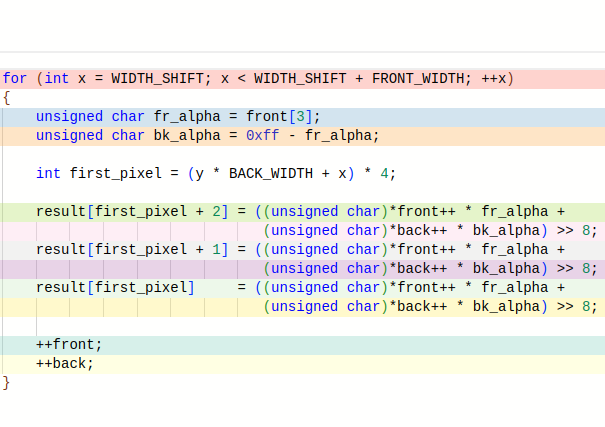 for (int x = WIDTH_SHIFT; x < WIDTH_SHIFT + FRONT_WIDTH; ++x)
{
    unsigned char fr_alpha = front[3];
    unsigned char bk_alpha = 0xff - fr_alpha;

    int first_pixel = (y * BACK_WIDTH + x) * 4;

    result[first_pixel + 2] = ((unsigned char)*front++ * fr_alpha +
                               (unsigned char)*back++ * bk_alpha) >> 8;
    result[first_pixel + 1] = ((unsigned char)*front++ * fr_alpha +
                               (unsigned char)*back++ * bk_alpha) >> 8;
    result[first_pixel]     = ((unsigned char)*front++ * fr_alpha +
                               (unsigned char)*back++ * bk_alpha) >> 8;

    ++front;
    ++back;
}